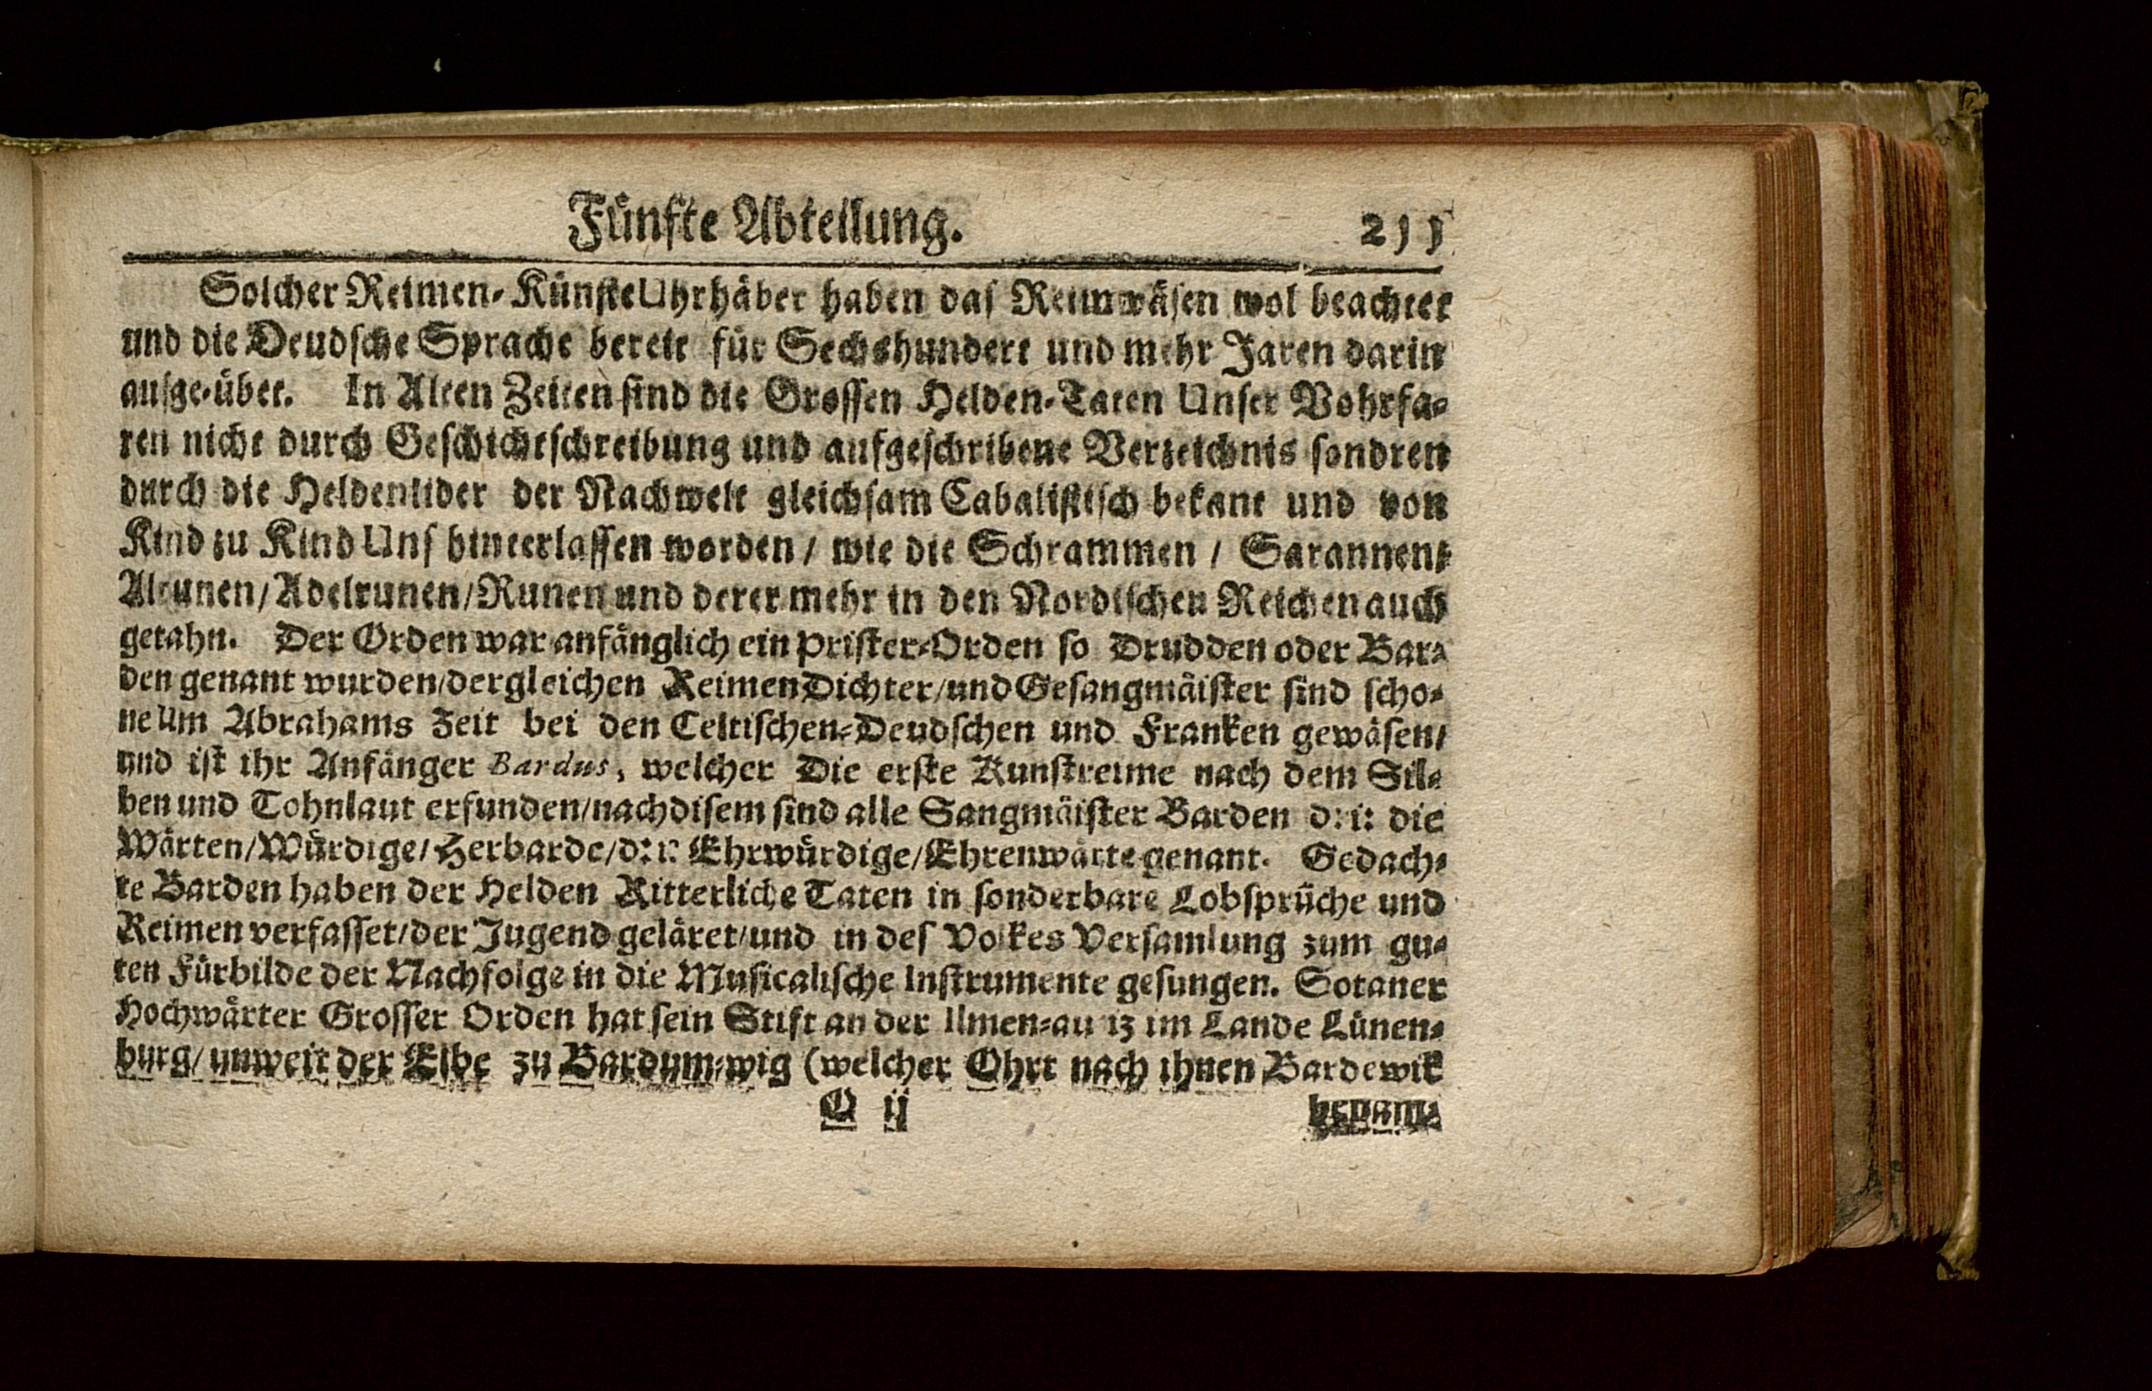 Fünfte Abteilung. 211
Solcher Reimen-Künste Uhrhäber haben das Reimwäsen wol beachtet
und die Deudsche Sprache bereit für Sechshundert und mehr Jaren darin
ausge-übet. In Alten Zeiten sind die Grossen Helden-Taten Unser Vohrfa-
ren nicht durch Geschichtschreibung und aufgeschribene Verzeichnis sondren
durch die Heldenlider der Nachwelt gleichsam Cabalistisch bekant und von
Kind zu Kind Uns hinterlassen worden / wie die Schrammen / Sarannen /
Alrunen / Adelrunen / Runen und derer mehr in den Nordischen Reichen auch
getahn. Der Orden war anfänglich ein Prister-Orden so Drudden oder Bar-
den genant wurden / dergleichen Reimen Dichter / und Gesangmäister sind scho-
ne Um Abrahams Zeit bei den Celtischen-Deudschen und Franken gewäsen /
und ist ihr Anfänger Bardus, welcher Die erste Kunstreime nach dem Sil-
ben und Tohnlaut erfunden / nach disem sind alle Sangmäister Barden d: i: die
Wärten / Würdige / Herbarde / d: i: Ehrwürdige / Ehrenwärte genant. Gedach-
te Barden haben der Helden Ritterliche Taten in sonderbare Lobsprüche und
Reimen verfasset / der Jugend geläret / und in des Volkes Versamlung zum gu-
ten Fürbilde der Nachfolge in die Musicalische Instrumente gesungen. Sotaner
Hochwärter Grosser Orden hat sein Stift an der Ilmen-au iz im Lande Lünen-
burg / unweit der Elbe zu Bardum-wig (welcher Ohrt nach ihnen Bardewik
O ij benam-